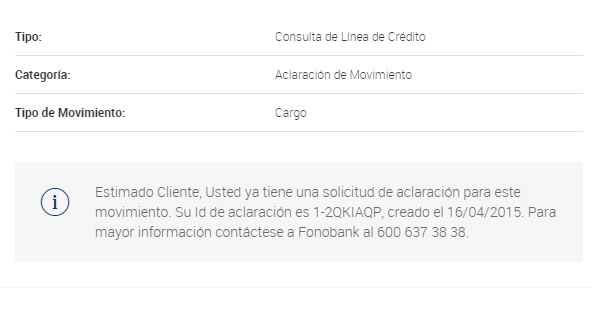 Tipo: Consulta de Línea de Crédito
Categoría: Aclaración de Movimiento
Tipo de Movimiento: Cargo
i
Estimado Cliente, Usted ya tiene una solicitud de aclaración para este
movimiento. Su Id de aclaración es 1-2QKIAQP, creado el 16/04/2015. Para
mayor información contáctese a Fonobank al 600 637 38 38.